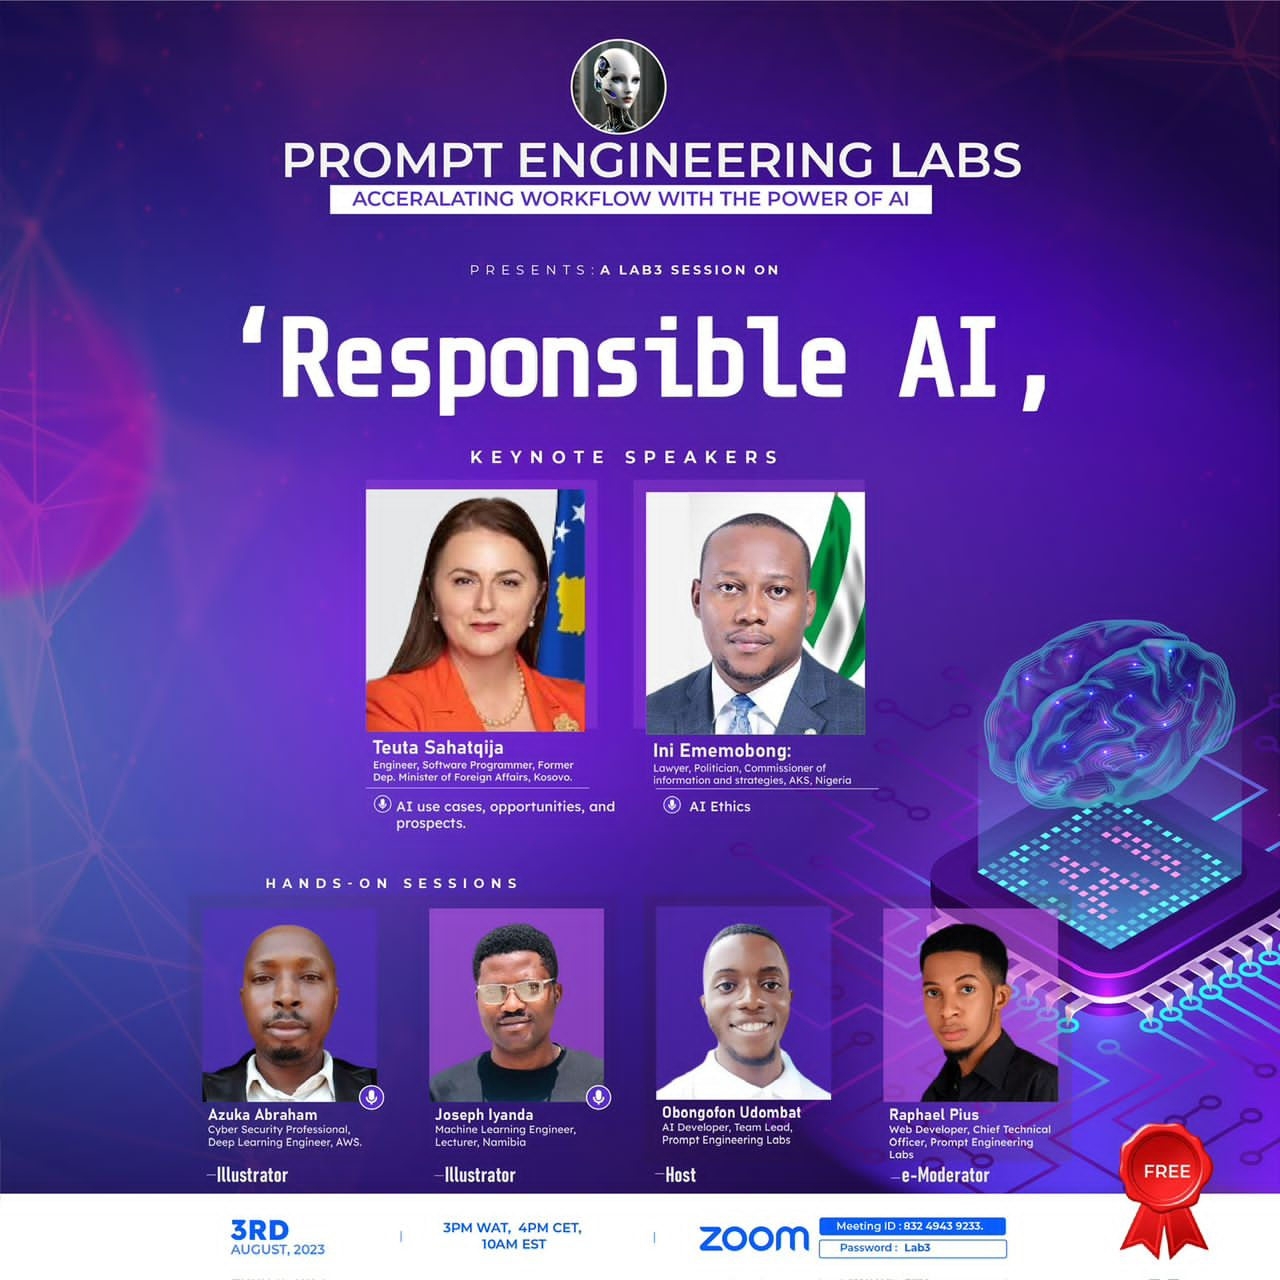 PROMPT ENGINEERING LABS
ACCERALATING WORKFLOW WITH THE POWER OF AI
PRESENTS: A LAB3 SESSION ON
‘Responsible AI,
KEYNOTE SPEAKERS
Teuta Sahatqija
Engineer, Software Programmer, Former
Dep. Minister of Foreign Affairs, Kosovo.
AI use cases, opportunities, and
prospects.
Ini Ememobong:
Lawyer, Politician, Commissioner of
information and strategies, AKS, Nigeria
AI Ethics
HANDS-ON SESSIONS
Azuka Abraham
Cyber Security Professional,
Deep Learning Engineer, AWS.
—Illustrator
Joseph Iyanda
Machine Learning Engineer,
Lecturer, Namibia
—Illustrator
Obongofon Udombat
AI Developer, Team Lead,
Prompt Engineering Labs
—Host
Raphael Pius
Web Developer, Chief Technical
Officer, Prompt Engineering
Labs
—e-Moderator
AI
FREE
3RD
AUGUST, 2023
3PM WAT, 4PM CET,
10AM EST
zoom
Meeting ID : 832 4943 9233.
Password : Lab3